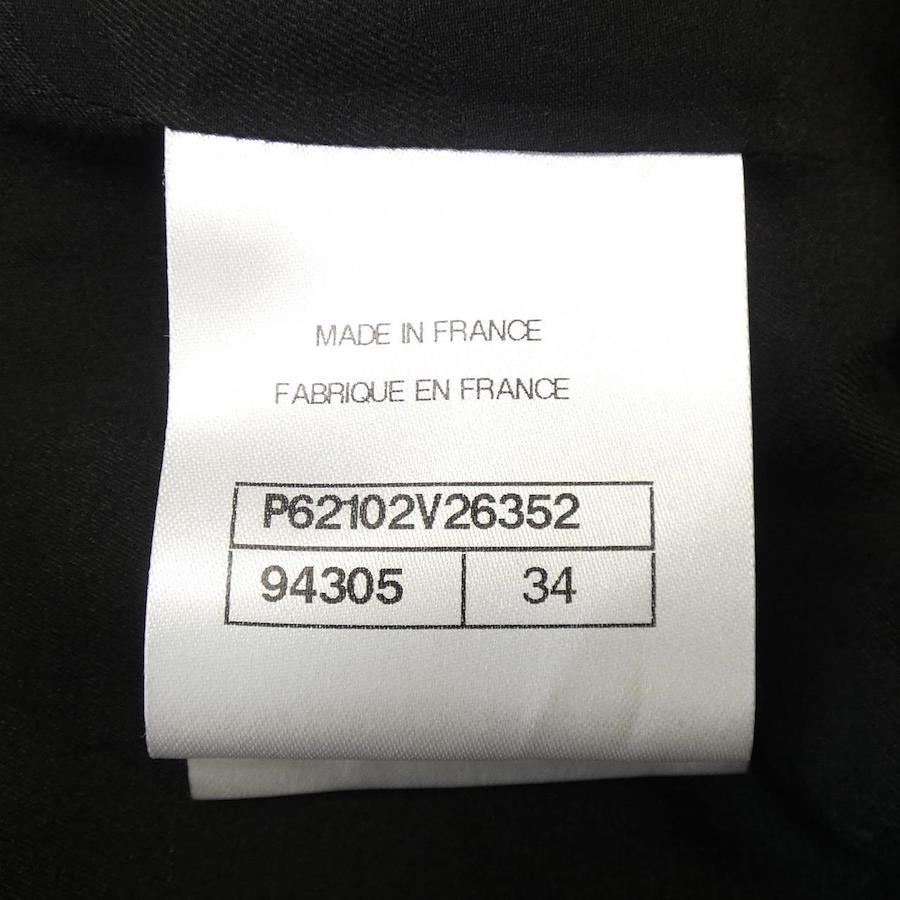 MADE IN FRANCE
FABRIQUE EN FRANCE
P62102V26352
94305 34